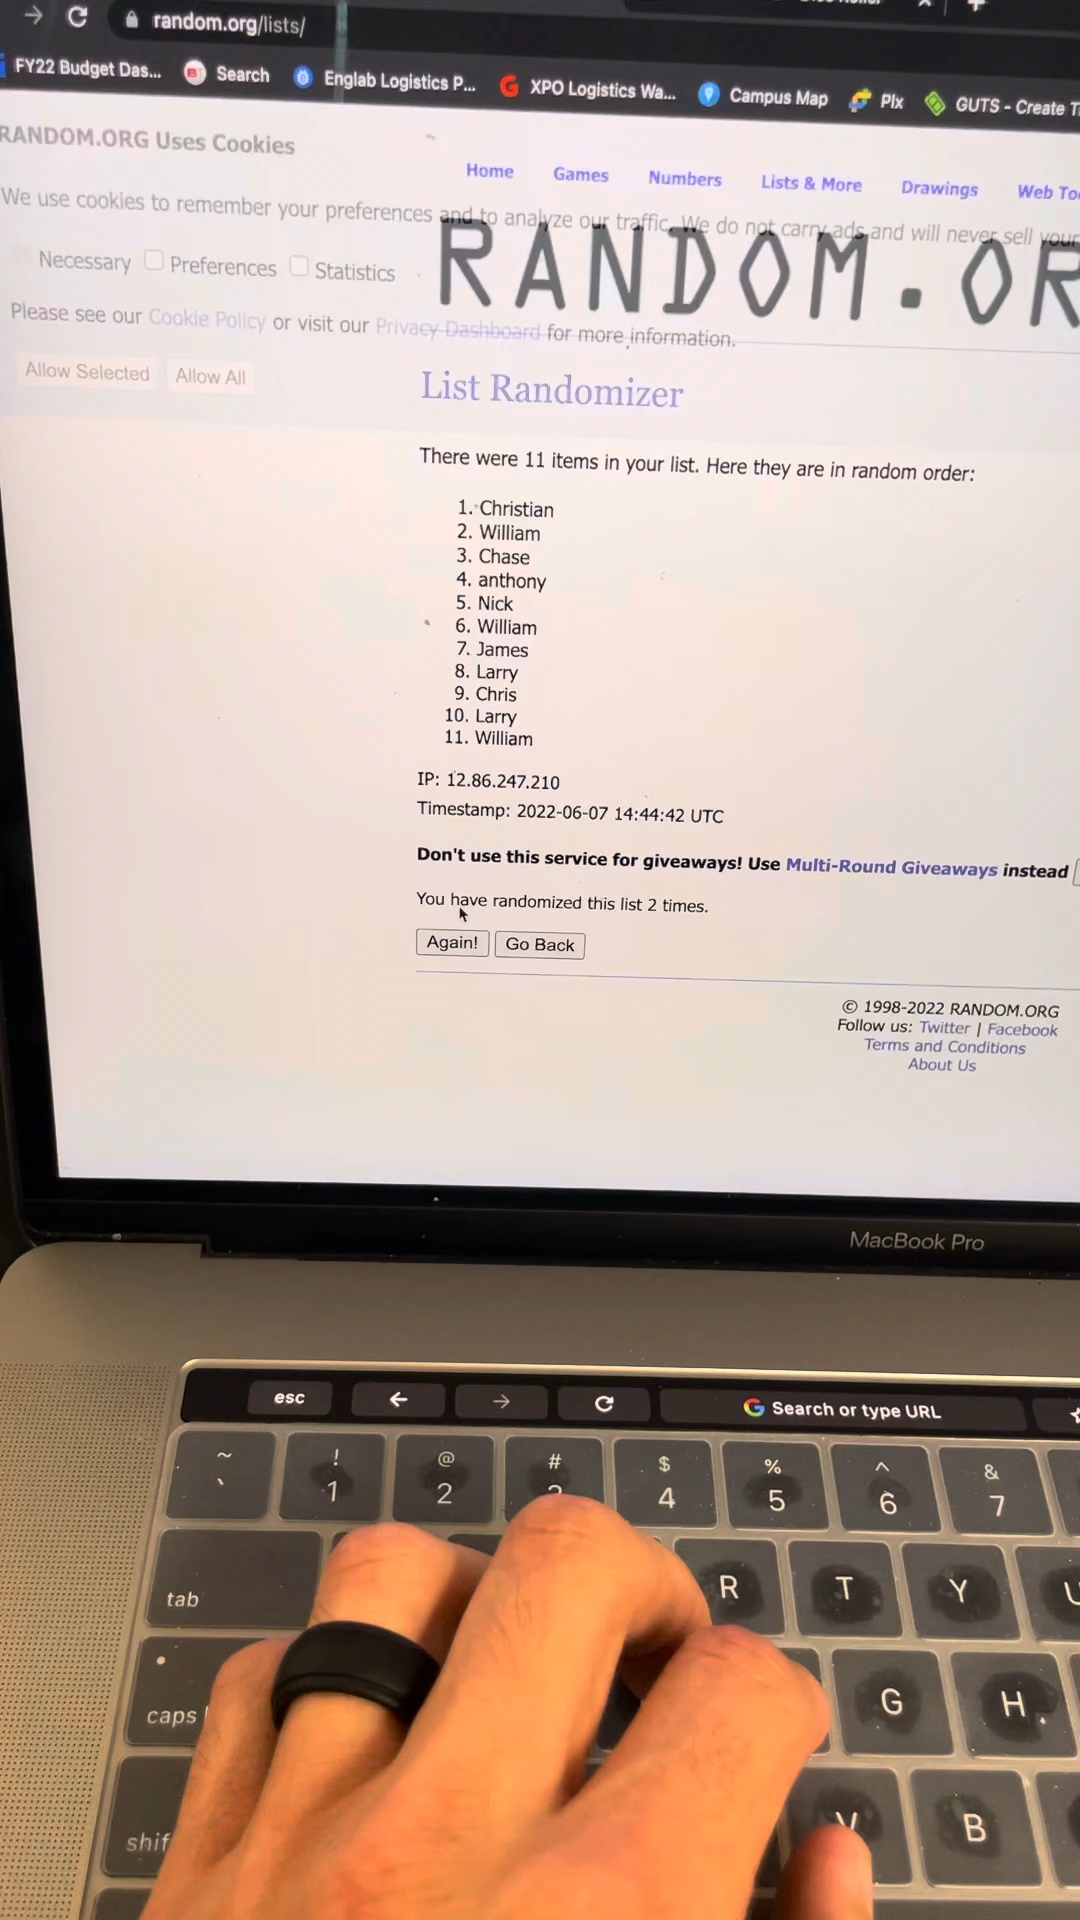 random.org/lists/
FY22 Budget Das... Search Englab Logistics P... XPO Logistics Wa... Campus Map Plx GUTS - Create
RANDOM.ORG Uses Cookies
Home Games Numbers Lists & More Drawings Web
We use cookies to remember your preferences and to analyze our traffic. We do not carry ads and will never sell your
RANDOM.OR
Necessary Preferences Statistics
Please see our Cookie Policy or visit our Privacy Dashboard for more information.
Allow Selected Allow All
List Randomizer
There were 11 items in your list. Here they are in random order:
1. Christian
2. William
3. Chase
4. anthony
5. Nick
6. William
7. James
8. Larry
9. Chris
10. Larry
11. William
IP: 12.86.247.210
Timestamp: 2022-06-07 14:44:42 UTC
Don't use this service for giveaways! Use Multi-Round Giveaways instead
You have randomized this list 2 times.
Again! Go Back
© 1998-2022 RANDOM.ORG
Follow us: Twitter | Facebook
Terms and Conditions
About Us
MacBook Pro
esc ← → Search or type URL
~ ! @ # $ % ^ &
` 1 2 4 5 6 7
tab R T Y
caps G H
shif V B